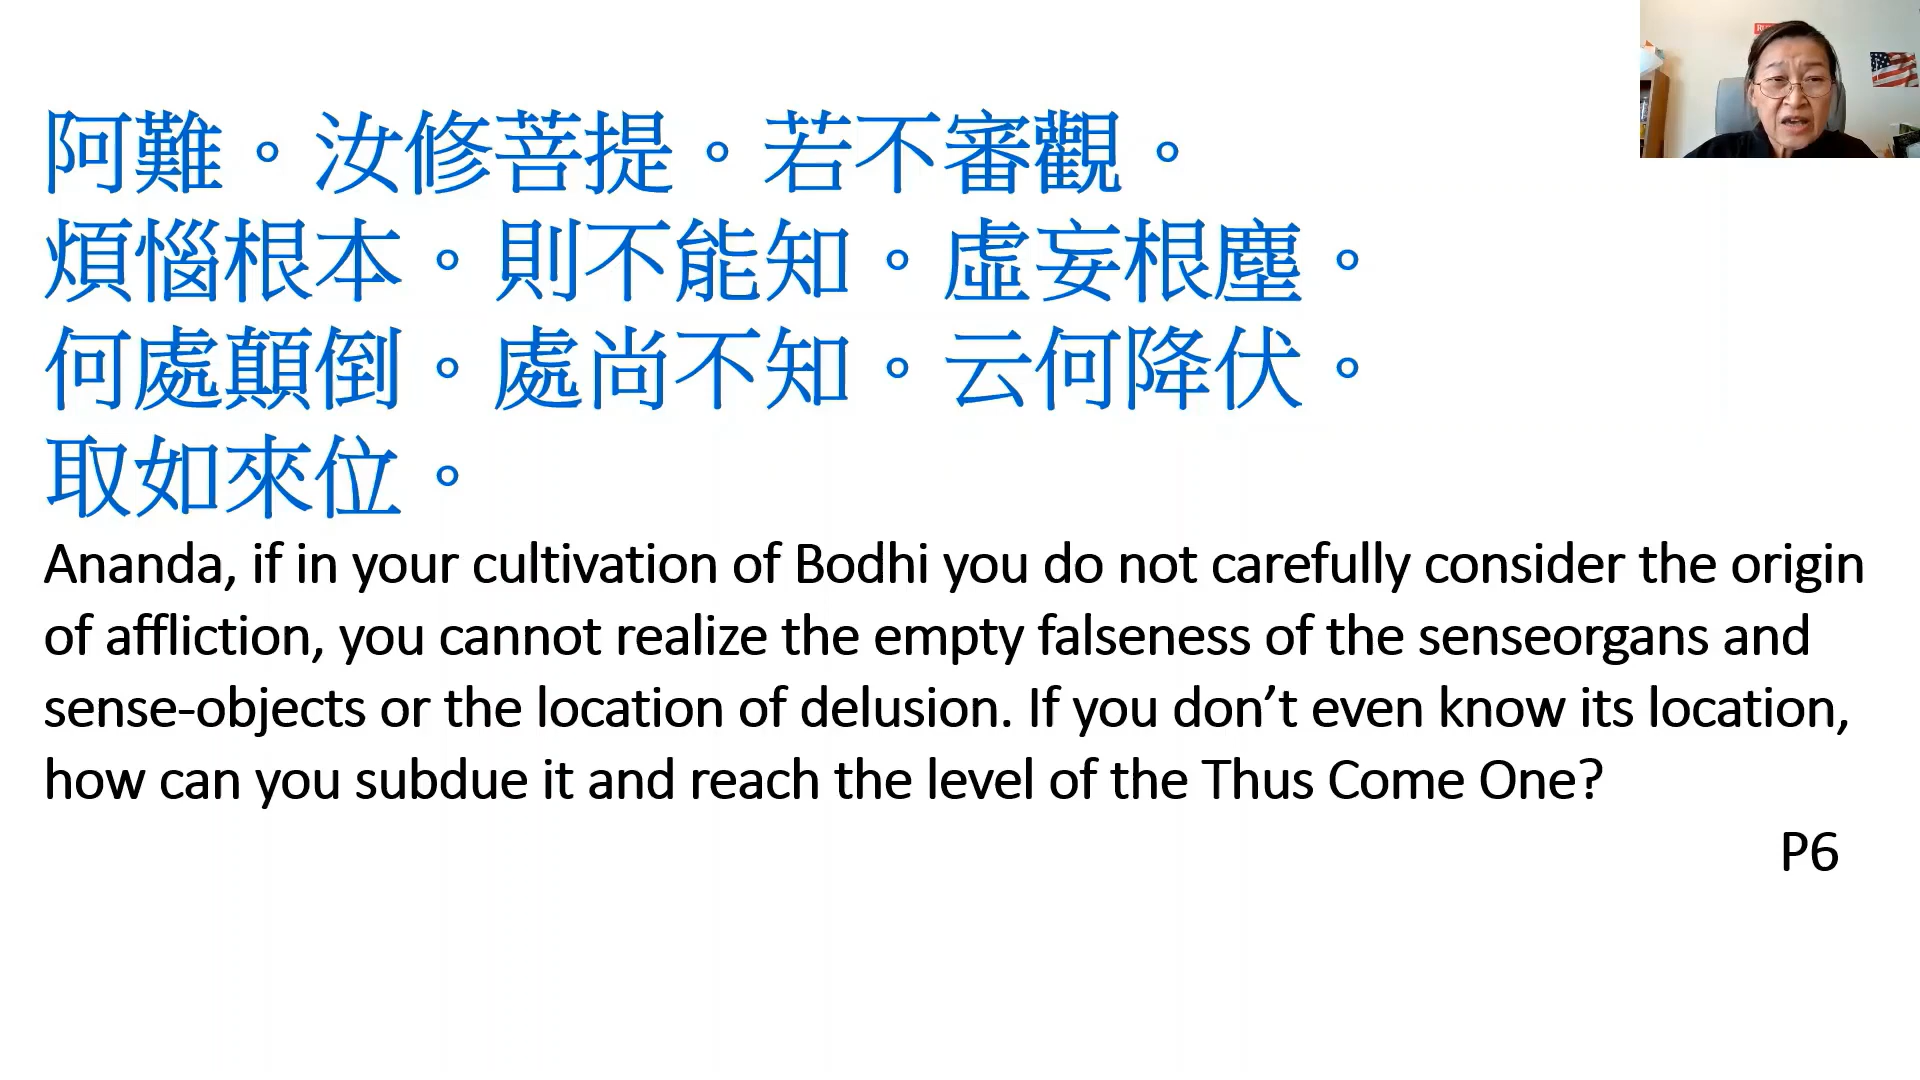 阿難。汝修菩提。若不審觀。
煩惱根本。則不能知。虛妄根塵。
何處顛倒。處尚不知。云何降伏。
取如來位。
Ananda, if in your cultivation of Bodhi you do not carefully consider the origin
of affliction, you cannot realize the empty falseness of the senseorgans and
sense-objects or the location of delusion. If you don’t even know its location,
how can you subdue it and reach the level of the Thus Come One?
P6